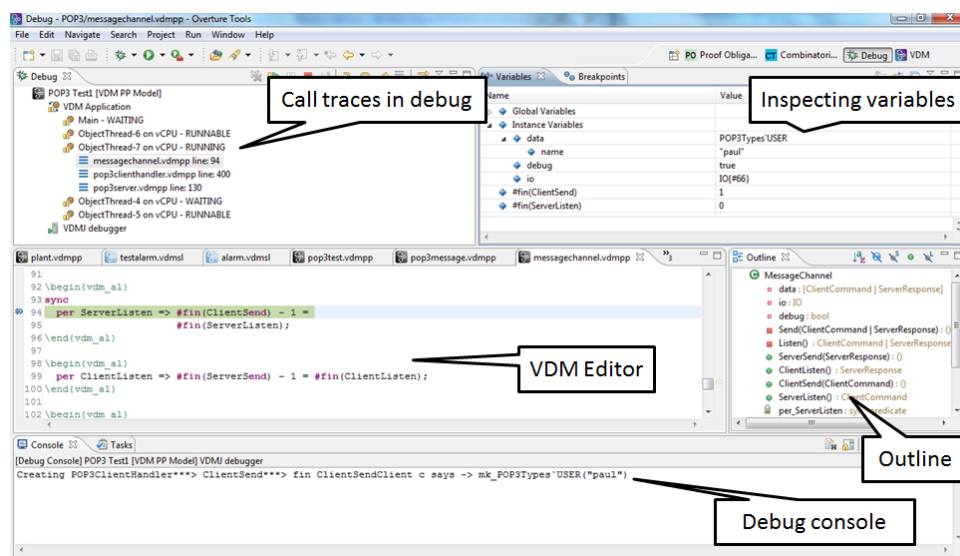 Debug - POP3/messagechannel.vdmpp - Overture Tools
File Edit Navigate Search Project Run Window Help
PO Proof Obliga... CT Combinatori... Debug VDM
Debug
POP3 Test1 [VDM PP Model]
VDM Application
Main - WAITING
ObjectThread-6 on vCPU - RUNNABLE
ObjectThread-7 on vCPU - RUNNING
messagechannel.vdmpp line: 94
pop3clienthandler.vdmpp line: 400
pop3server.vdmpp line: 130
ObjectThread-4 on vCPU - WAITING
ObjectThread-5 on vCPU - RUNNABLE
VDMJ debugger
Call traces in debug
Variables Breakpoints
Name Value
Global Variables
Instance Variables
data POP3Types`USER
name "paul"
debug true
io IO{#66}
#fin(ClientSend) 1
#fin(ServerListen) 0
Inspecting variables
plant.vdmpp testalarm.vdmsl alarm.vdmsl pop3test.vdmpp pop3message.vdmpp messagechannel.vdmpp
91
92 \begin{vdm_al}
93 sync
94 per ServerListen => #fin(ClientSend) - 1 =
95 #fin(ServerListen);
96 \end{vdm_al}
97
98 \begin{vdm_al}
99 per ClientListen => #fin(ServerSend) - 1 = #fin(ClientListen);
100 \end{vdm_al}
101
102 \begin{vdm_al}
VDM Editor
Outline
MessageChannel
data : [ClientCommand | ServerResponse]
io : IO
debug : bool
Send(ClientCommand | ServerResponse) : ()
Listen() : ClientCommand | ServerResponse
ServerSend(ServerResponse) : ()
ClientListen() : ServerResponse
ClientSend(ClientCommand) : ()
ServerListen() : ClientCommand
per_ServerListen :
Outline
Console Tasks
[Debug Console] POP3 Test1 [VDM PP Model] VDMJ debugger
Creating POP3ClientHandler***> ClientSend***> fin ClientSendClient c says -> mk_POP3Types`USER("paul")
Debug console